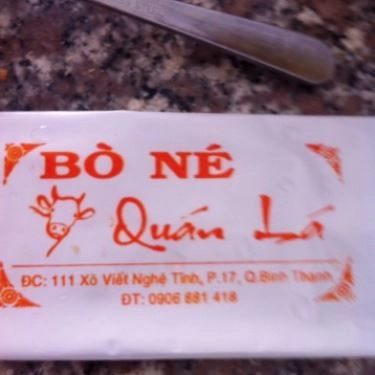 BÒ NÉ
Quán Lá
ĐC: 111 Xô Viết Nghệ Tĩnh, P.17, Q.Bình Thạnh
ĐT: 0906 881 418